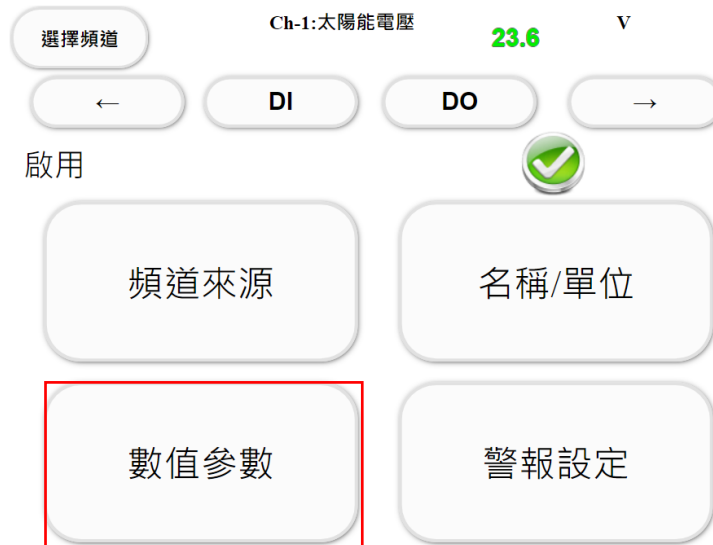 選擇頻道 Ch-1:太陽能電壓 23.6 V
← DI DO →
啟用
頻道來源 名稱/單位
數值參數 警報設定